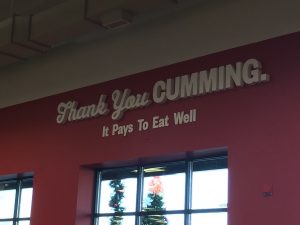 Thank You CUMMING.
It Pays To Eat Well